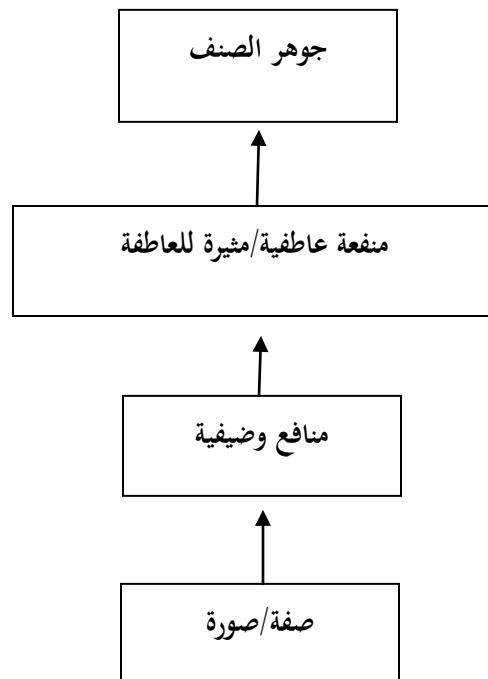 جوهر الصنف
منفعة عاطفية/مثيرة للعاطفة
منافع وضيفية
صفة/صورة